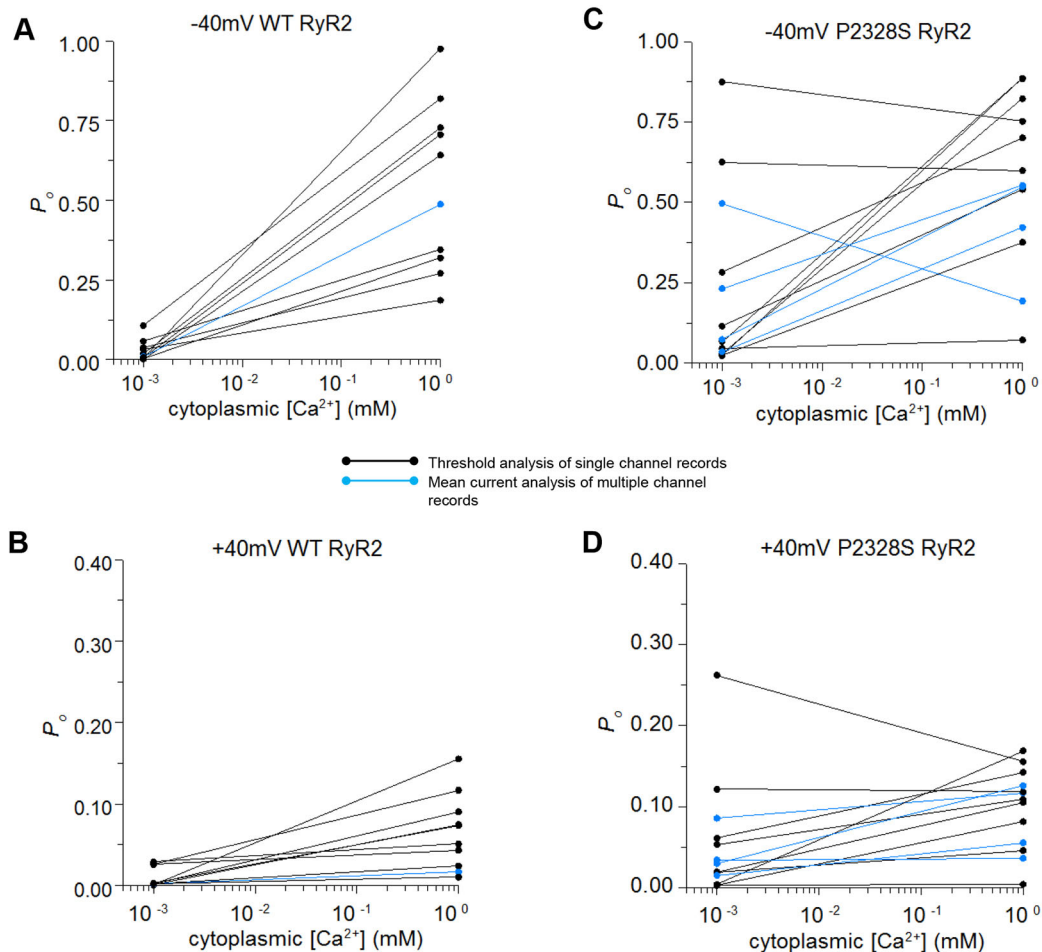 A
-40mV WT RyR2
1.00
0.75
0.50
0.25
0.00
Po
10⁻³ 10⁻² 10⁻¹ 10⁰
cytoplasmic [Ca²⁺] (mM)
C
-40mV P2328S RyR2
1.00
0.75
0.50
0.25
0.00
Po
10⁻³ 10⁻² 10⁻¹ 10⁰
cytoplasmic [Ca²⁺] (mM)
Threshold analysis of single channel records
Mean current analysis of multiple channel
records
B
+40mV WT RyR2
0.40
0.30
0.20
0.10
0.00
Po
10⁻³ 10⁻² 10⁻¹ 10⁰
cytoplasmic [Ca²⁺] (mM)
D
+40mV P2328S RyR2
0.40
0.30
0.20
0.10
0.00
Po
10⁻³ 10⁻² 10⁻¹ 10⁰
cytoplasmic [Ca²⁺] (mM)